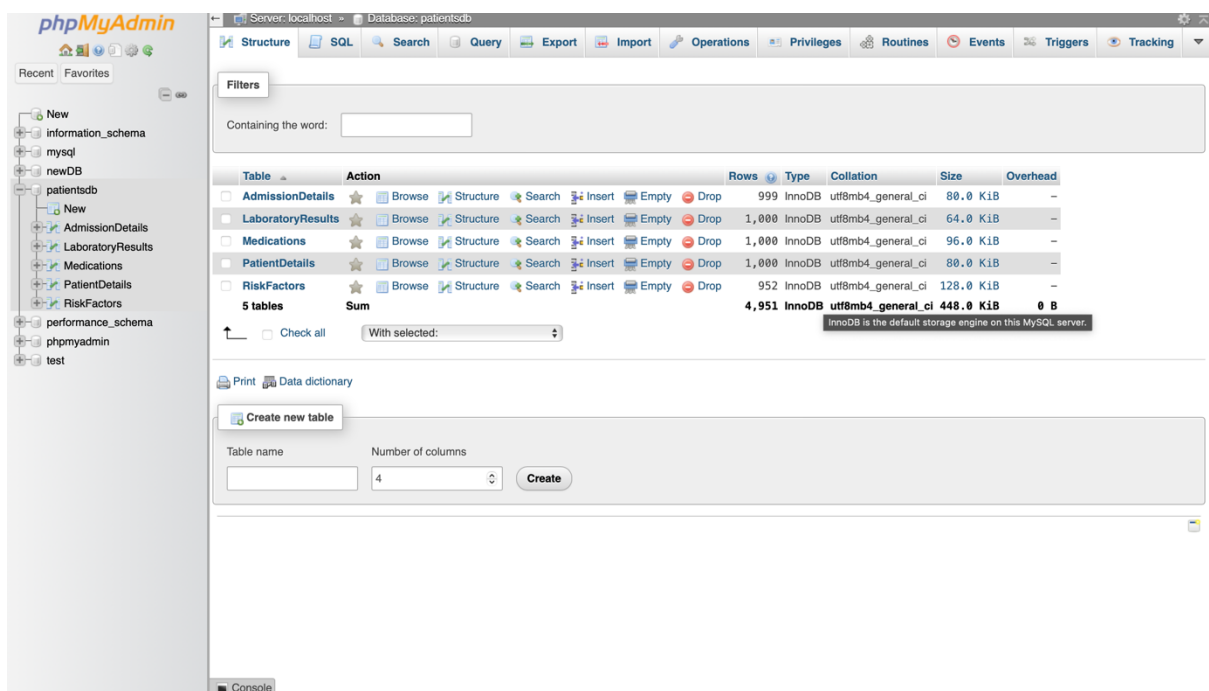 phpMyAdmin
Recent Favorites
New
information_schema
mysql
newDB
patientsdb
New
AdmissionDetails
LaboratoryResults
Medications
PatientDetails
RiskFactors
performance_schema
phpmyadmin
test
Server: localhost » Database: patientsdb
Structure SQL Search Query Export Import Operations Privileges Routines Events Triggers Tracking
Filters
Containing the word:
Table Action Rows Type Collation Size Overhead
AdmissionDetails Browse Structure Search Insert Empty Drop 999 InnoDB utf8mb4_general_ci 80.0 KiB –
LaboratoryResults Browse Structure Search Insert Empty Drop 1,000 InnoDB utf8mb4_general_ci 64.0 KiB –
Medications Browse Structure Search Insert Empty Drop 1,000 InnoDB utf8mb4_general_ci 96.0 KiB –
PatientDetails Browse Structure Search Insert Empty Drop 1,000 InnoDB utf8mb4_general_ci 80.0 KiB –
RiskFactors Browse Structure Search Insert Empty Drop 952 InnoDB utf8mb4_general_ci 128.0 KiB –
5 tables Sum 4,951 InnoDB utf8mb4_general_ci 448.0 KiB 0 B
InnoDB is the default storage engine on this MySQL server.
Check all With selected:
Print Data dictionary
Create new table
Table name Number of columns
4 Create
Console